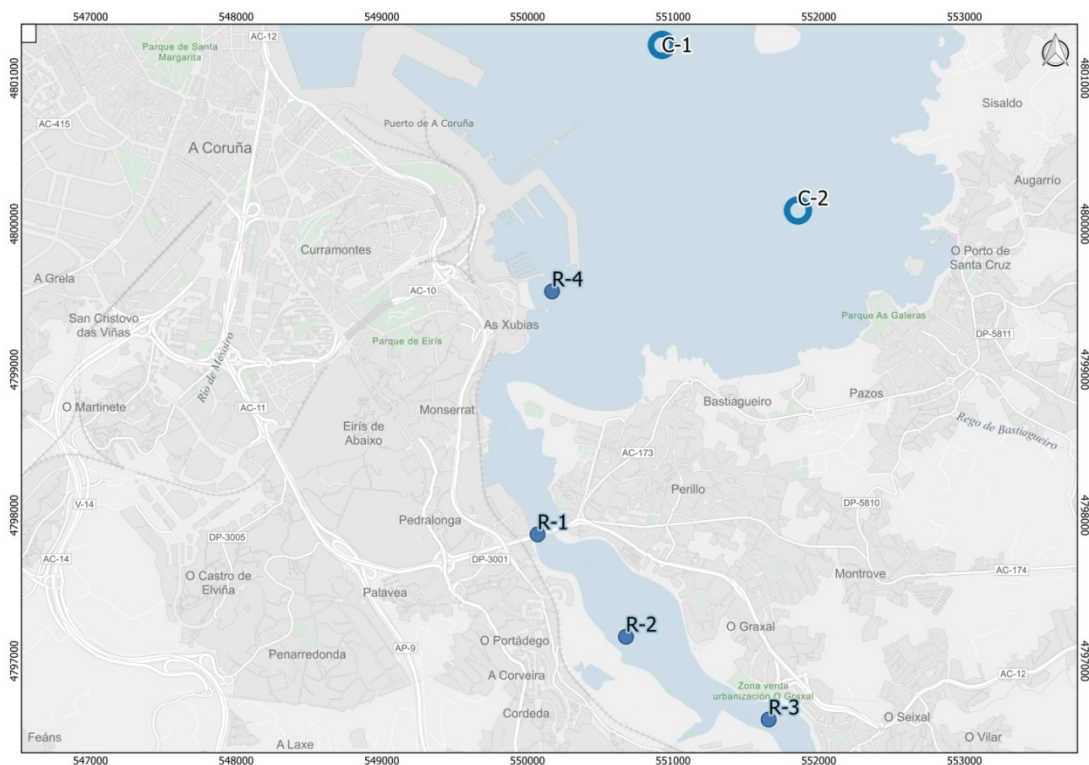 547000 548000 549000 550000 551000 552000 553000
AC-12
C-1
Parque de Santa
Margarita
4801000
4801000
Sisaldo
AC-415
Puerto de A Coruña
A Coruña
Augarrío
C-2
4800000
4800000
Curramontes
O Porto de
Santa Cruz
A Grela
AC-10
R-4
San Cristovo
das Viñas
As Xubias
Parque As Galeras
DP-5811
Parque de Eirís
Río de Mesoiro
4799000
4799000
O Martinete
AC-11
Monserrat
Bastiagueiro
Pazos
Eirís de
Abaixo
Rego de Bastiagueiro
AC-173
Perillo
V-14
DP-5810
4798000
4798000
Pedralonga
R-1
DP-3005
AC-14
DP-3001
O Castro de
Elviña
Palavea
Montrove
AC-174
R-2
O Graxal
O Portádego
Penarredonda
AP-9
4797000
4797000
A Corveira
AC-12
Zona verde
urbanización O Graxal
Cordeda
R-3
O Seixal
Feáns
A Laxe
O Vilar
547000 548000 549000 550000 551000 552000 553000